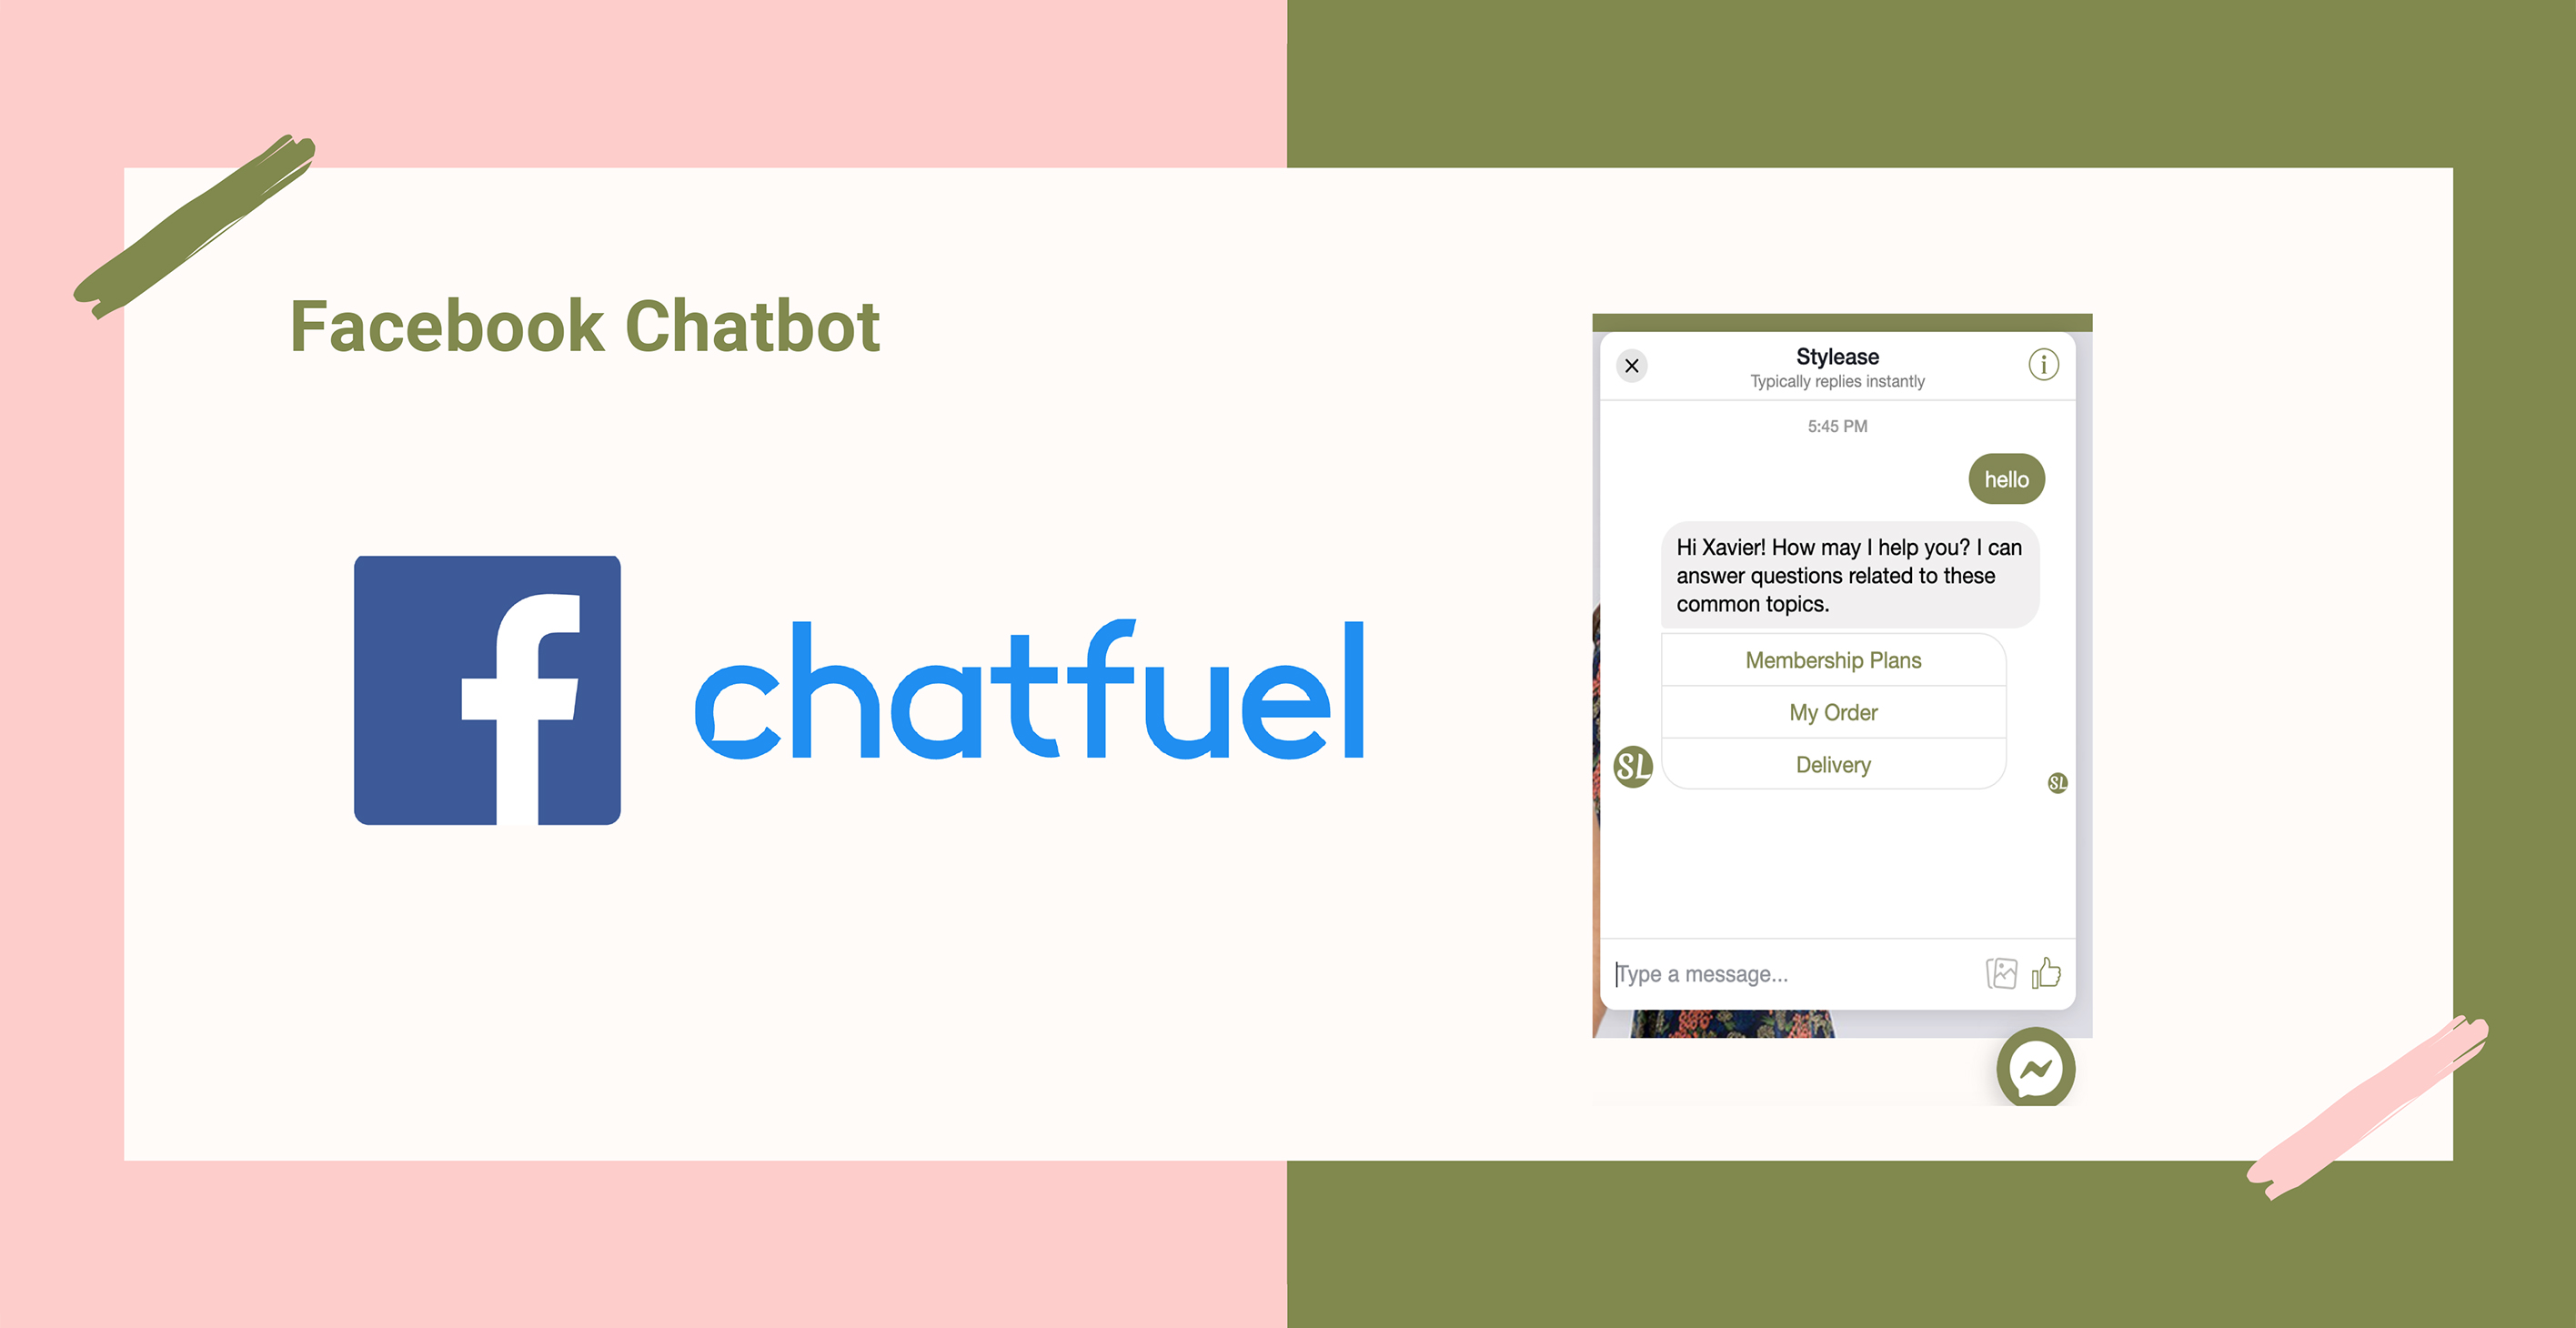 Facebook Chatbot
chatfuel
Stylease
Typically replies instantly
5:45 PM
hello
Hi Xavier! How may I help you? I can
answer questions related to these
common topics.
Membership Plans
My Order
Delivery
SL
SL
Type a message...